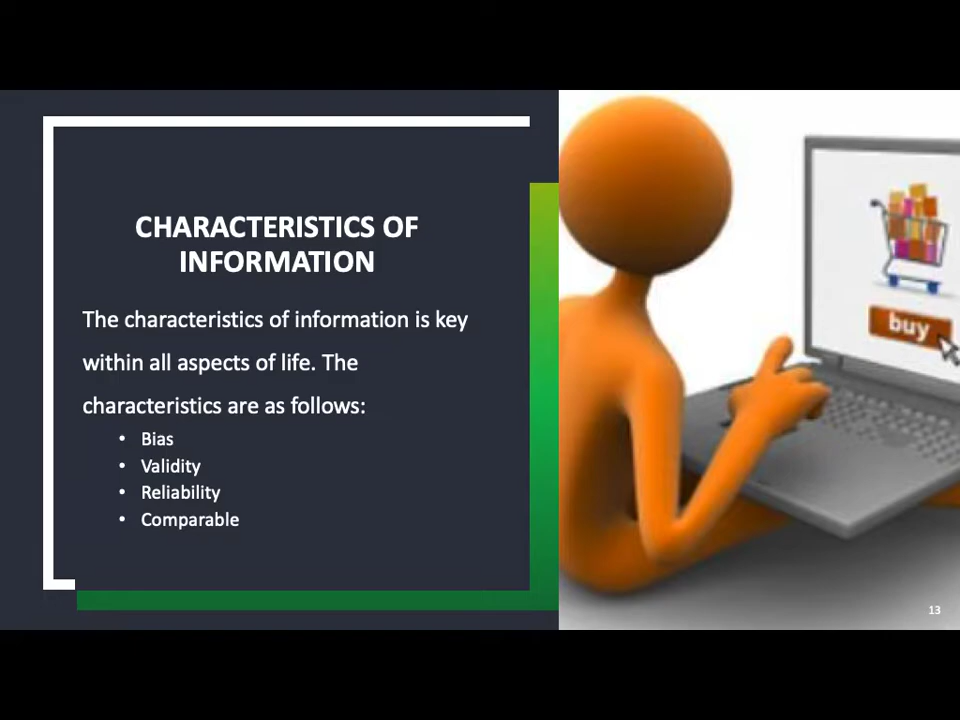 CHARACTERISTICS OF
INFORMATION
The characteristics of information is key
within all aspects of life. The
characteristics are as follows:
• Bias
• Validity
• Reliability
• Comparable
buy
13